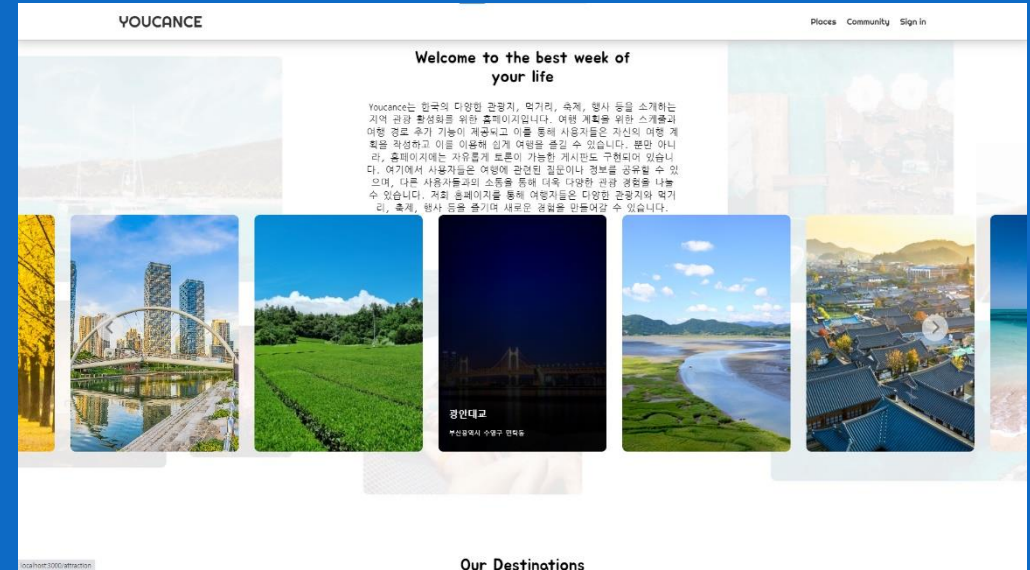 YOUCANCE
Places Community Sign in
Welcome to the best week of
your life
Youcance는 한국의 다양한 관광지, 먹거리, 축제, 행사 등을 소개하는
지역 관광 활성화를 위한 홈페이지입니다. 여행 계획을 위한 스케줄과
여행 경로 추가 기능이 제공되고 이를 통해 사용자들은 자신의 여행 계
획을 작성하고 이를 이용해 쉽게 여행을 즐길 수 있습니다. 뿐만 아니
라, 홈페이지에는 자유롭게 토론이 가능한 게시판도 구현되어 있습니
다. 여기에서 사용자들은 여행에 관련된 질문이나 정보를 공유할 수 있
으며, 다른 사용자들과의 소통을 통해 더욱 다양한 관광 경험을 나눌
수 있습니다. 저희 홈페이지를 통해 여행자들은 다양한 관광지와 먹거
리, 축제, 행사 등을 즐기며 새로운 경험을 만들어갈 수 있습니다.
광안대교
부산광역시 수영구 민락동
Our Destinations
localhost:3000/attraction